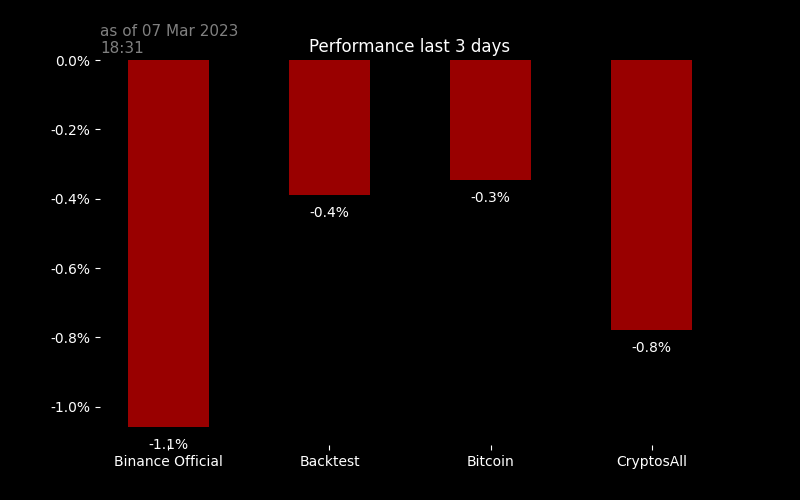 as of 07 Mar 2023
18:31
Performance last 3 days
0.0%
-0.2%
-0.4%
-0.6%
-0.8%
-1.0%
-1.1%
-0.4%
-0.3%
-0.8%
Binance Official
Backtest
Bitcoin
CryptosAll